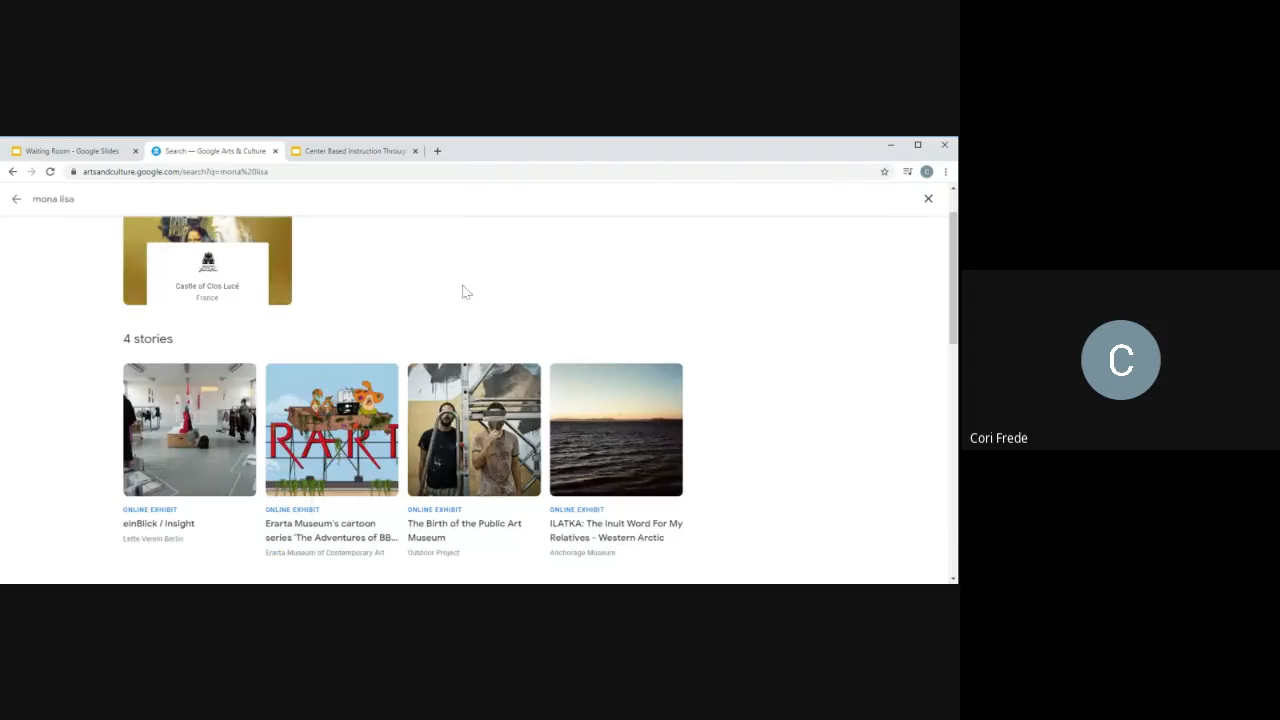 Waiting Room - Google Slides
Search — Google Arts & Culture
Center Based Instruction Throug
artsandculture.google.com/search?q=mona%20lisa
C
mona lisa
Castle of Clos Lucé
France
4 stories
RART
ONLINE EXHIBIT
einBlick / Insight
Lette Verein Berlin
ONLINE EXHIBIT
Erarta Museum's cartoon
series 'The Adventures of BB...
Erarta Museum of Contemporary Art
ONLINE EXHIBIT
The Birth of the Public Art
Museum
Outdoor Project
ONLINE EXHIBIT
ILATKA: The Inuit Word For My
Relatives - Western Arctic
Anchorage Museum
C
Cori Frede